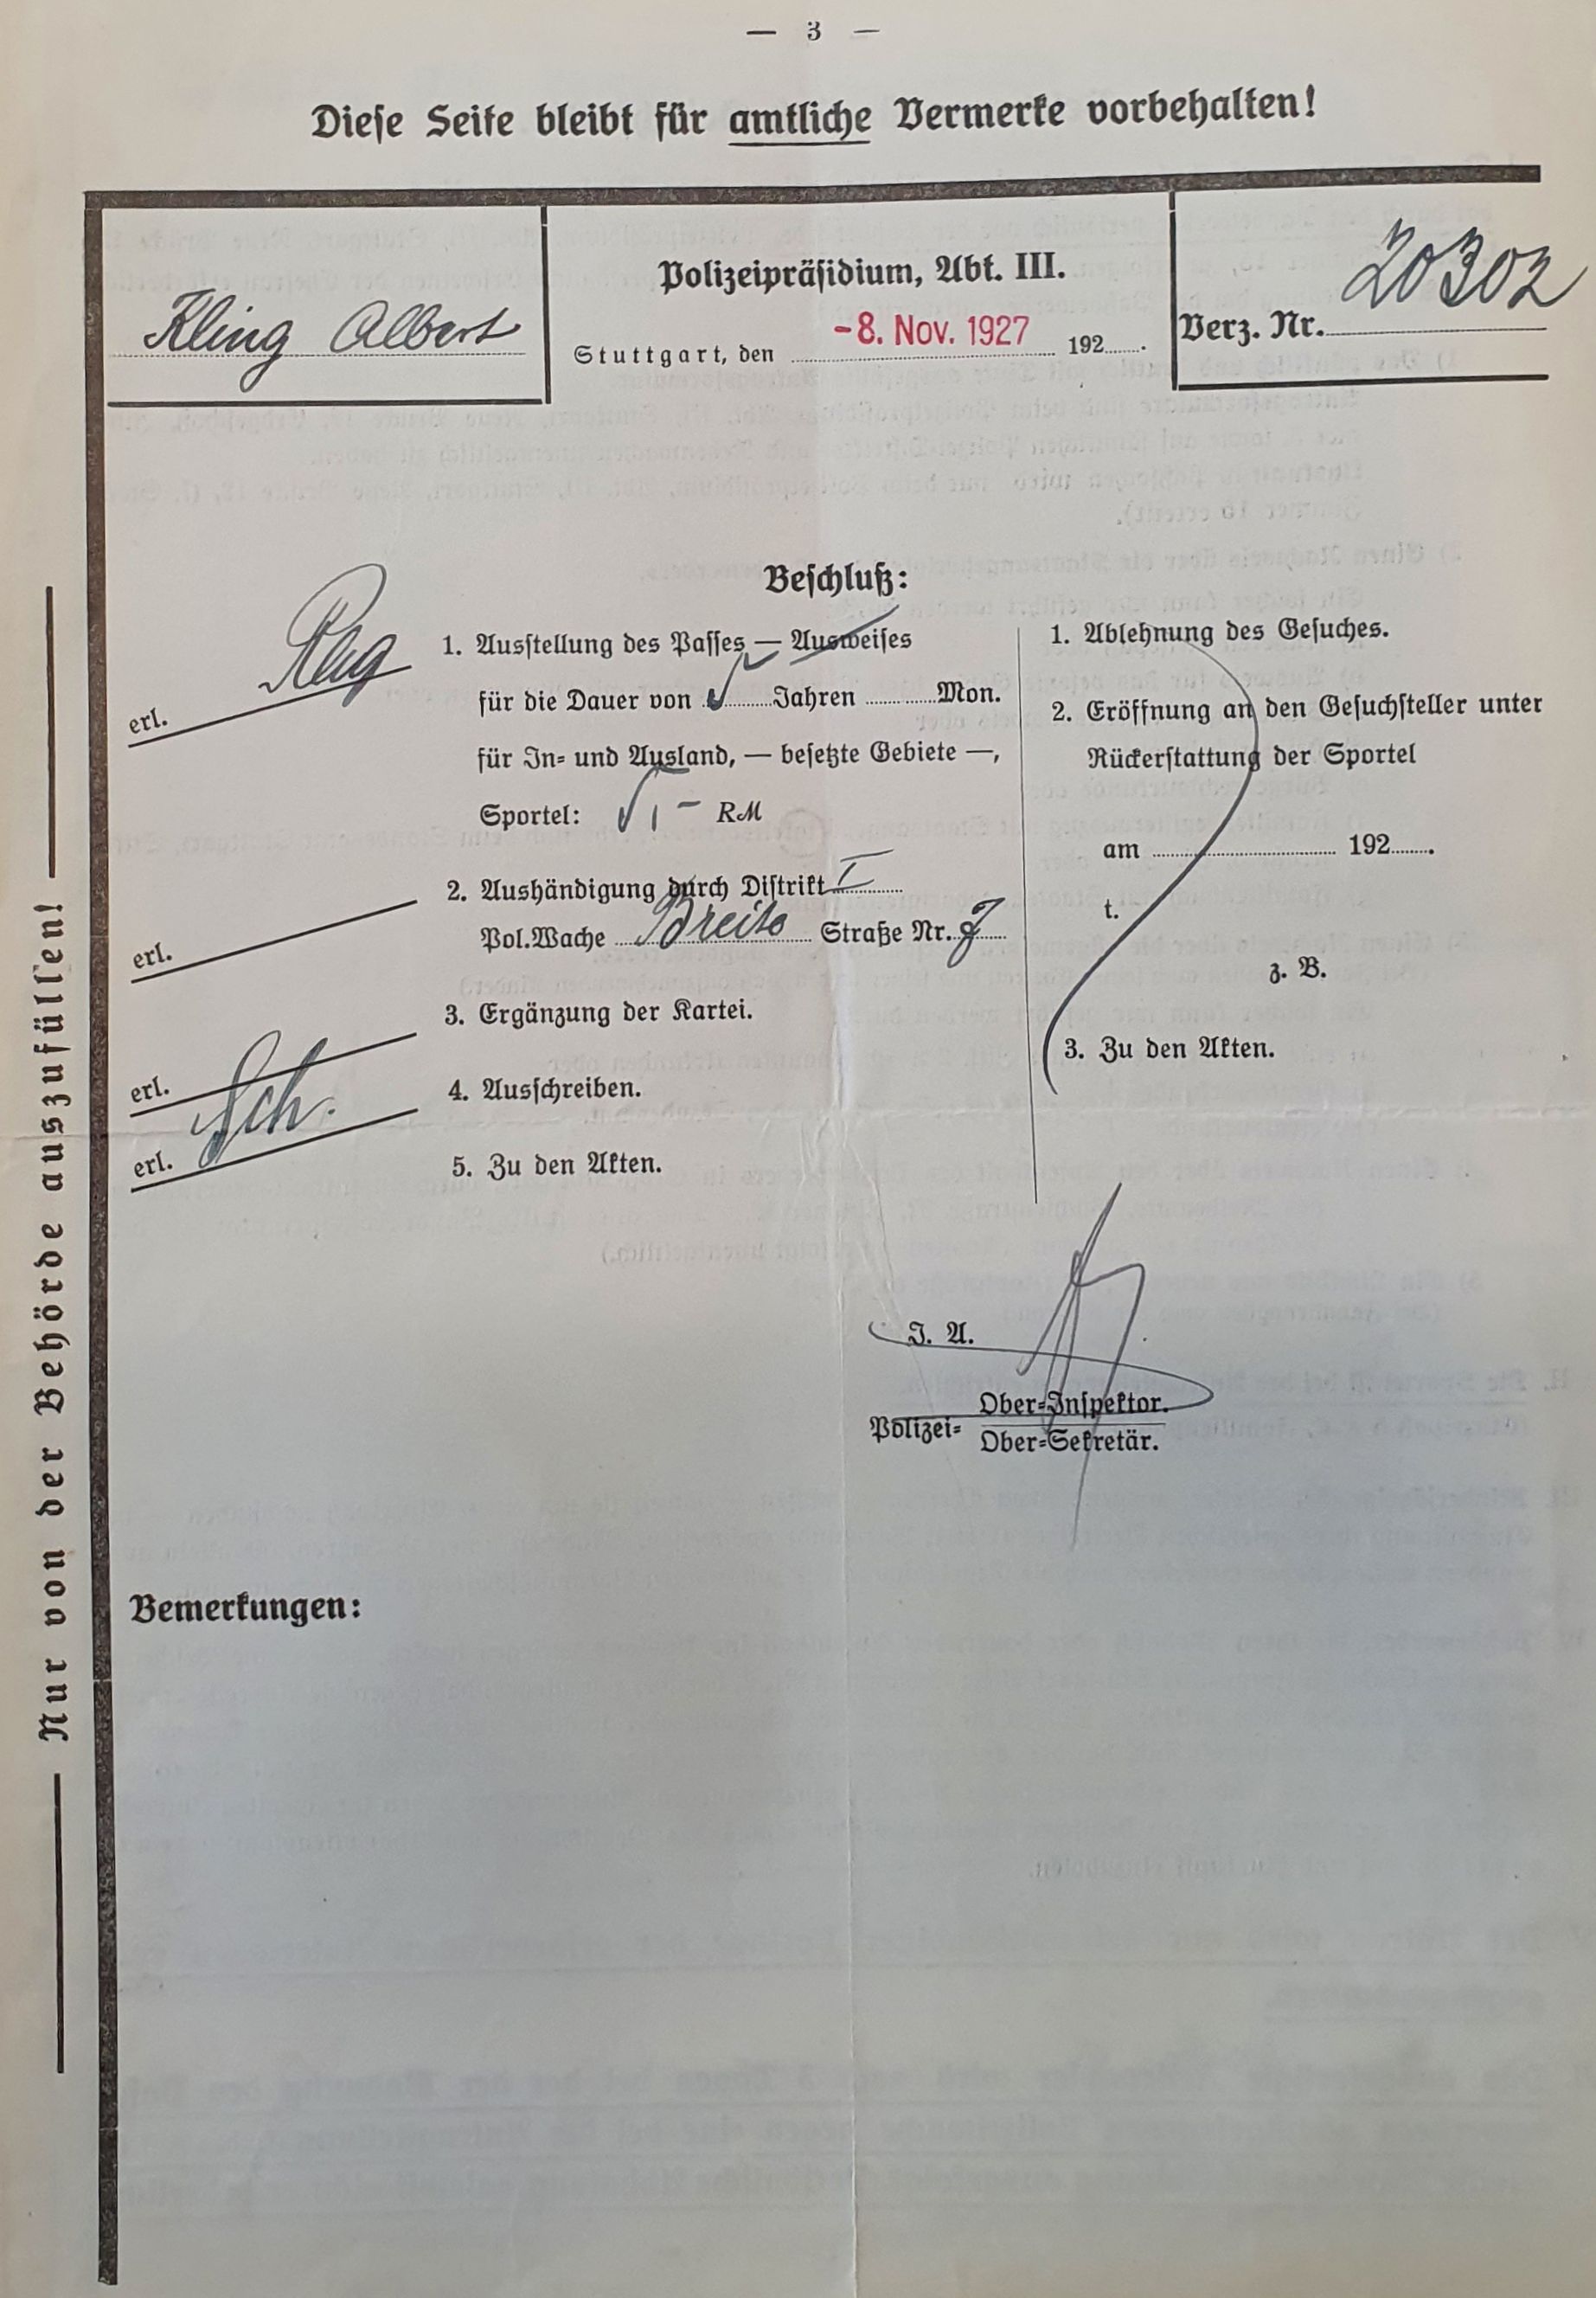 — 3 —
Diese Seite bleibt für amtliche Vermerke vorbehalten!
Kling Albert
Polizeipräsidium, Abt. III.
Stuttgart, den -8. Nov. 1927 192.
Verz. Nr. 20302
Nur von der Behörde auszufüllen!
Beschluß:
erl.
1. Ausstellung des Passes — Ausweises
für die Dauer von Jahren Mon.
für In- und Ausland, — besetzte Gebiete —,
Sportel: 1 – RM
erl.
2. Aushändigung durch Distrikt I
Pol.Wache Breite Straße Nr.
erl.
3. Ergänzung der Kartei.
erl. Sch.
4. Ausschreiben.
5. Zu den Akten.
1. Ablehnung des Gesuches.
2. Eröffnung an den Gesuchsteller unter
Rückerstattung der Sportel
am 192.
t.
z. B.
3. Zu den Akten.
I. A.
Polizei- Ober-Inspektor.
Ober-Sekretär.
Bemerkungen: